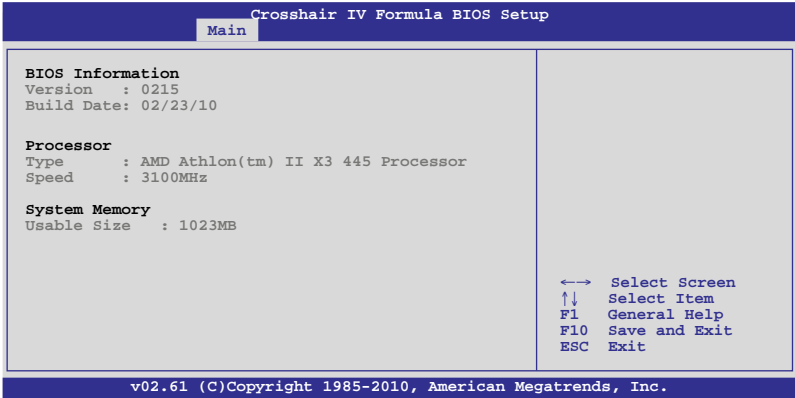 Crosshair IV Formula BIOS Setup
Main
BIOS Information
Version : 0215
Build Date: 02/23/10
Processor
Type : AMD Athlon(tm) II X3 445 Processor
Speed : 3100MHz
System Memory
Usable Size : 1023MB
←→ Select Screen
↑↓ Select Item
F1 General Help
F10 Save and Exit
ESC Exit
v02.61 (C)Copyright 1985-2010, American Megatrends, Inc.